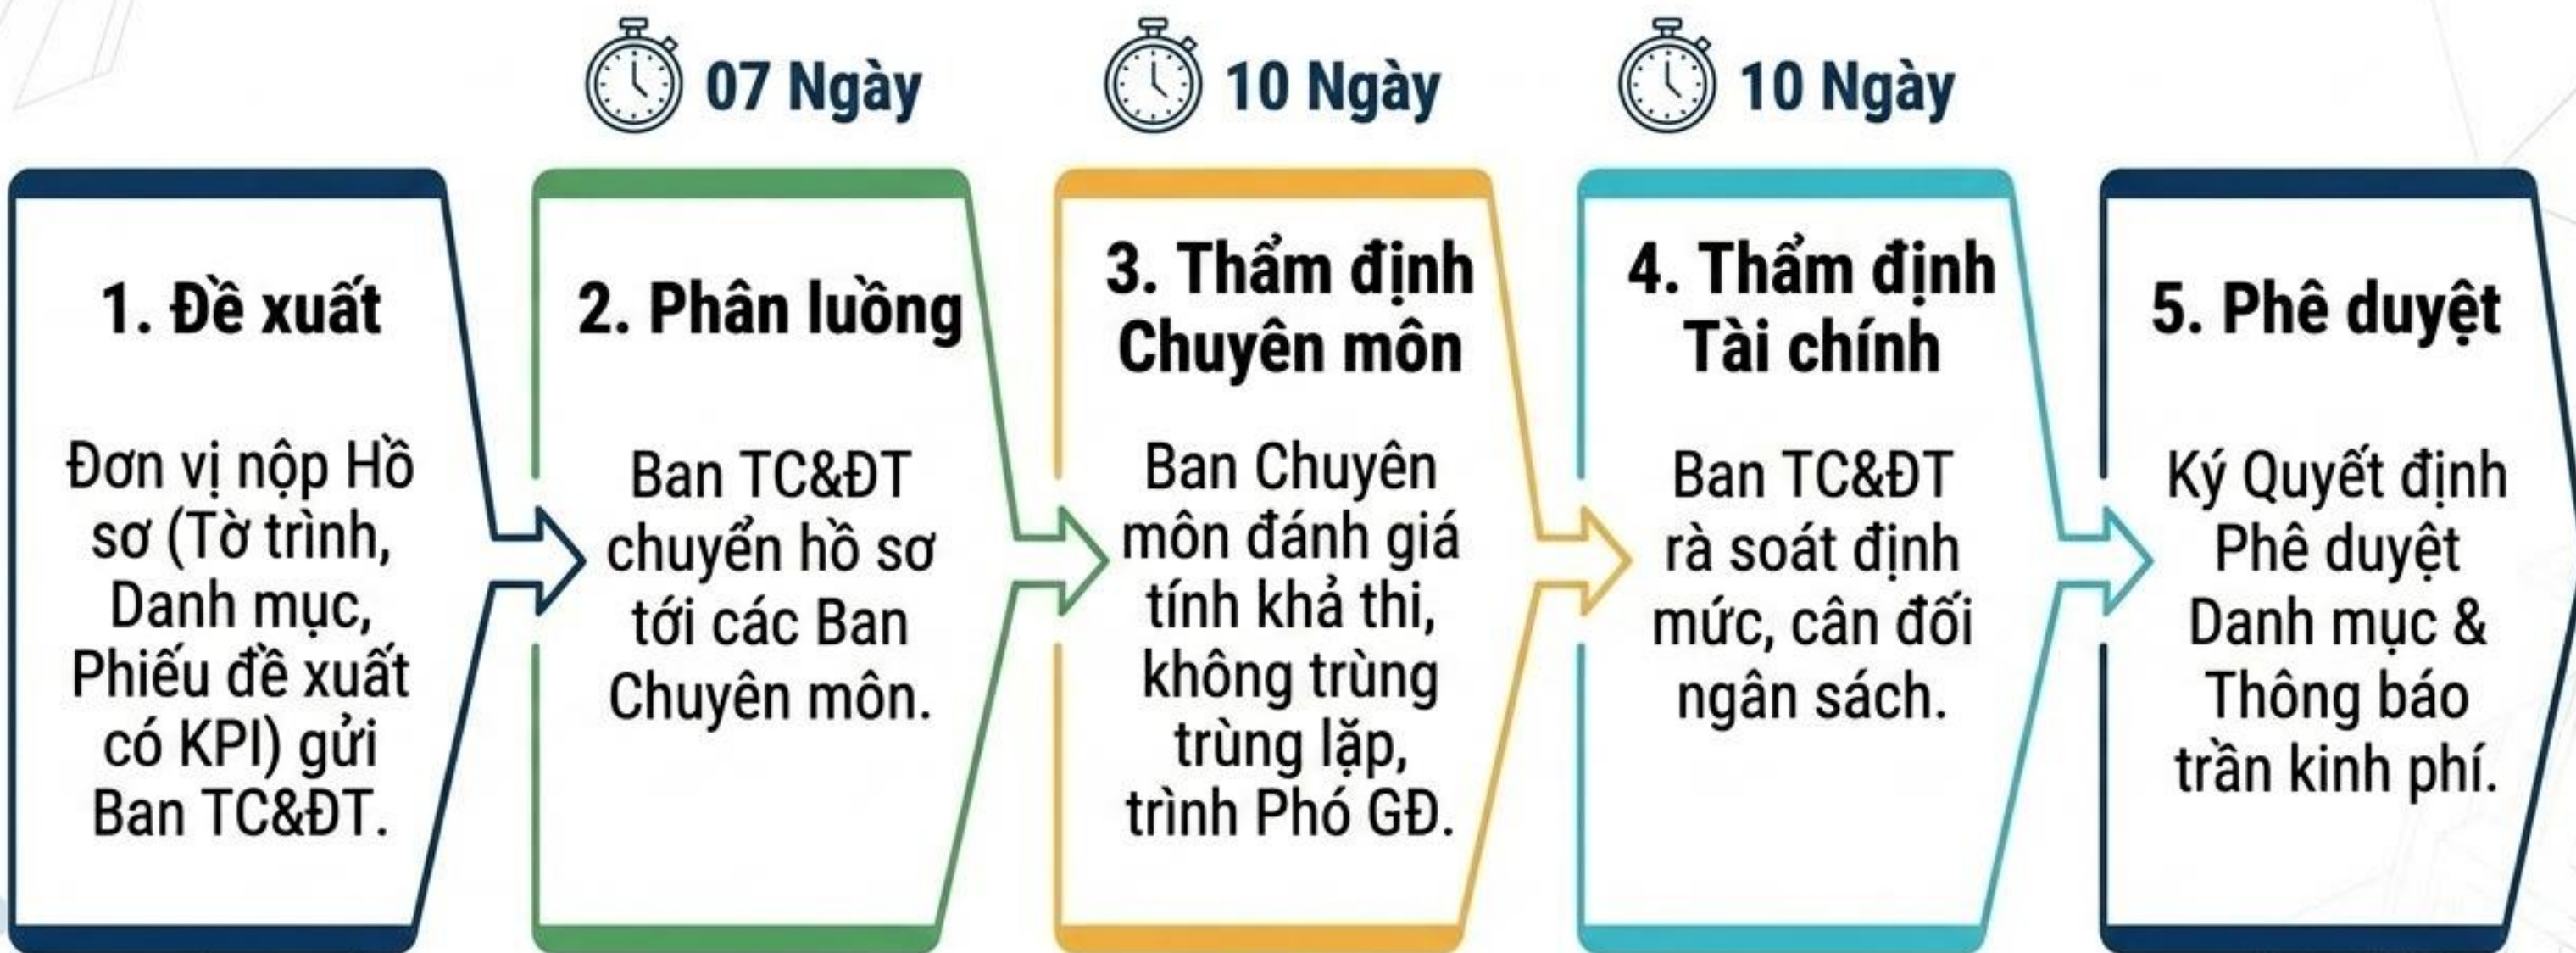 07 Ngày
10 Ngày
10 Ngày
1. Đề xuất
Đơn vị nộp Hồ
sơ (Tờ trình,
Danh mục,
Phiếu đề xuất
có KPI) gửi
Ban TC&ĐT.
2. Phân luồng
Ban TC&ĐT
chuyển hồ sơ
tới các Ban
Chuyên môn.
3. Thẩm định
Chuyên môn
Ban Chuyên
môn đánh giá
tính khả thi,
không trùng
trùng lặp,
trình Phó GĐ.
4. Thẩm định
Tài chính
Ban TC&ĐT
rà soát định
mức, cân đối
ngân sách.
5. Phê duyệt
Ký Quyết định
Phê duyệt
Danh mục &
Thông báo
trần kinh phí.